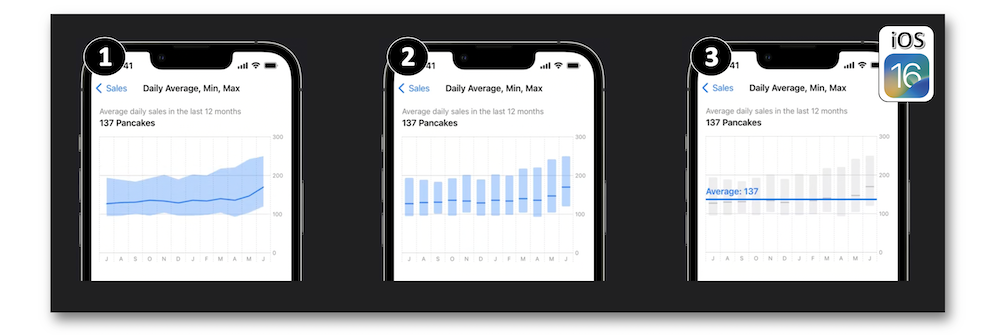 1
41
Sales
Daily Average, Min, Max
Average daily sales in the last 12 months
137 Pancakes
300
200
100
0
J A S O N D J F M A M J
2
Sales
Daily Average, Min, Max
Average daily sales in the last 12 months
137 Pancakes
300
200
100
0
J A S O N D J F M A M J
3
41
Sales
Daily Average, Min, Max
Average daily sales in the last 12 months
137 Pancakes
300
200
Average: 137
100
0
J A S O N D J F M A M J
iOS
16